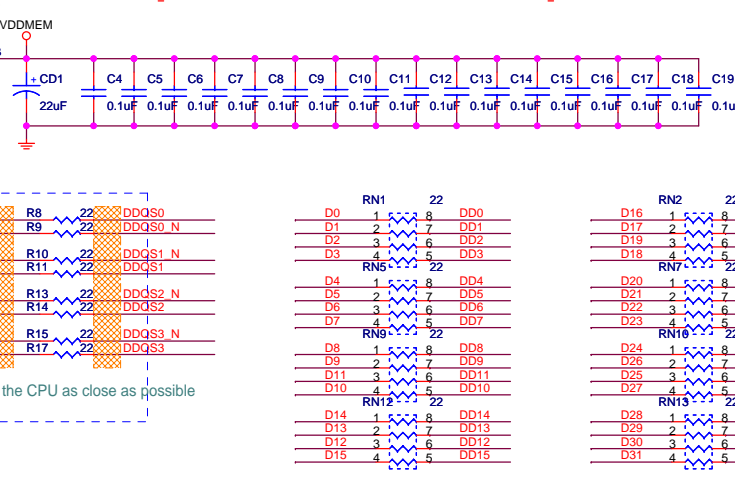 VDDMEM
+ CD1 C4 C5 C6 C7 C8 C9 C10 C11 C12 C13 C14 C15 C16 C17 C18 C19
22uF 0.1uF 0.1uF 0.1uF 0.1uF 0.1uF 0.1uF 0.1uF 0.1uF 0.1uF 0.1uF 0.1uF 0.1uF 0.1uF 0.1uF 0.1uF 0.1u
R8 22 DDQS0
R9 22 DDQS0_N
R10 22 DDQS1_N
R11 22 DDQS1
R13 22 DDQS2_N
R14 22 DDQS2
R15 22 DDQS3_N
R17 22 DDQS3
the CPU as close as possible
RN1 22
D0 1 8 DD0
D1 2 7 DD1
D2 3 6 DD2
D3 4 5 DD3
RN5 22
D4 1 8 DD4
D5 2 7 DD5
D6 3 6 DD6
D7 4 5 DD7
RN9 22
D8 1 8 DD8
D9 2 7 DD9
D11 3 6 DD11
D10 4 5 DD10
RN12 22
D14 1 8 DD14
D13 2 7 DD13
D12 3 6 DD12
D15 4 5 DD15
RN2 22
D16 1 8
D17 2 7
D19 3 6
D18 4 5
RN7 22
D20 1 8
D21 2 7
D22 3 6
D23 4 5
RN10 22
D24 1 8
D26 2 7
D25 3 6
D27 4 5
RN13 22
D28 1 8
D29 2 7
D30 3 6
D31 4 5